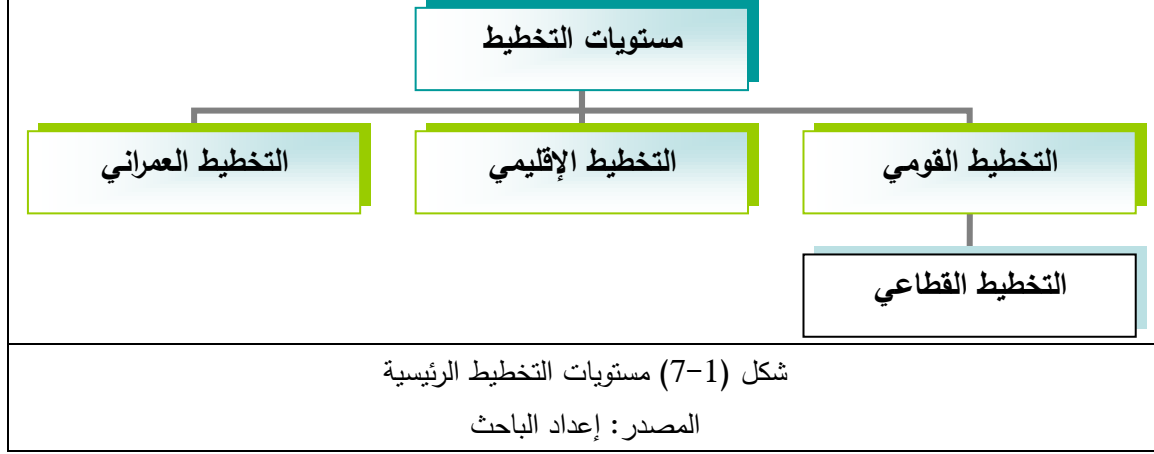 مستويات التخطيط
التخطيط القومي
التخطيط الإقليمي
التخطيط العمراني
التخطيط القطاعي
شكل (1-7) مستويات التخطيط الرئيسية
المصدر: إعداد الباحث